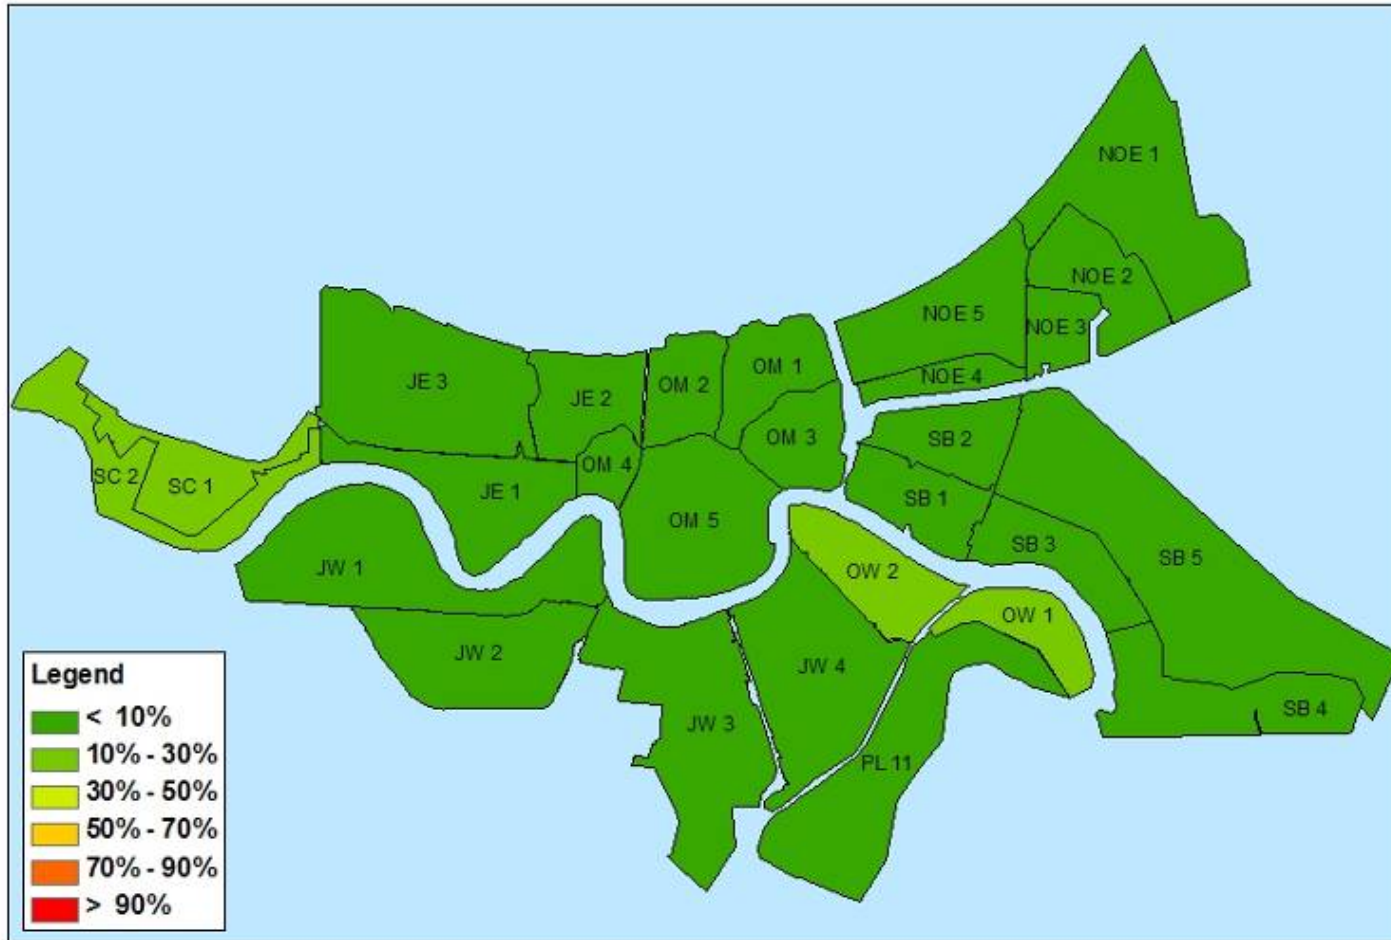 NOE 1
NOE 2
NOE 5
NOE 3
NOE 4
OM 1
OM 2
JE 3
JE 2
OM 3
SB 2
OM 4
SC 2
SC 1
JE 1
SB 1
OM 5
SB 3
SB 5
JW 1
OW 2
OW 1
JW 2
JW 4
Legend
SB 4
< 10%
JW 3
10% - 30%
PL 11
30% - 50%
50% - 70%
70% - 90%
> 90%